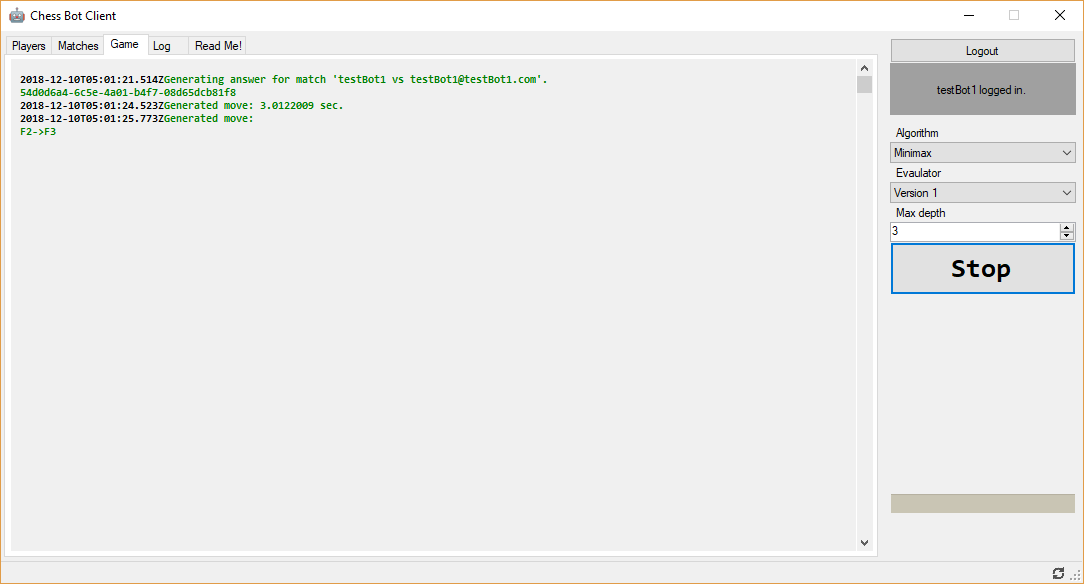 Chess Bot Client
Players Matches Game Log Read Me!
2018-12-10T05:01:21.514ZGenerating answer for match 'testBot1 vs testBot1@testBot1.com'.
54d0d6a4-6c5e-4a01-b4f7-08d65dcb81f8
2018-12-10T05:01:24.523ZGenerated move: 3.0122009 sec.
2018-12-10T05:01:25.773ZGenerated move:
F2->F3
Logout
testBot1 logged in.
Algorithm
Minimax
Evaulator
Version 1
Max depth
3
Stop